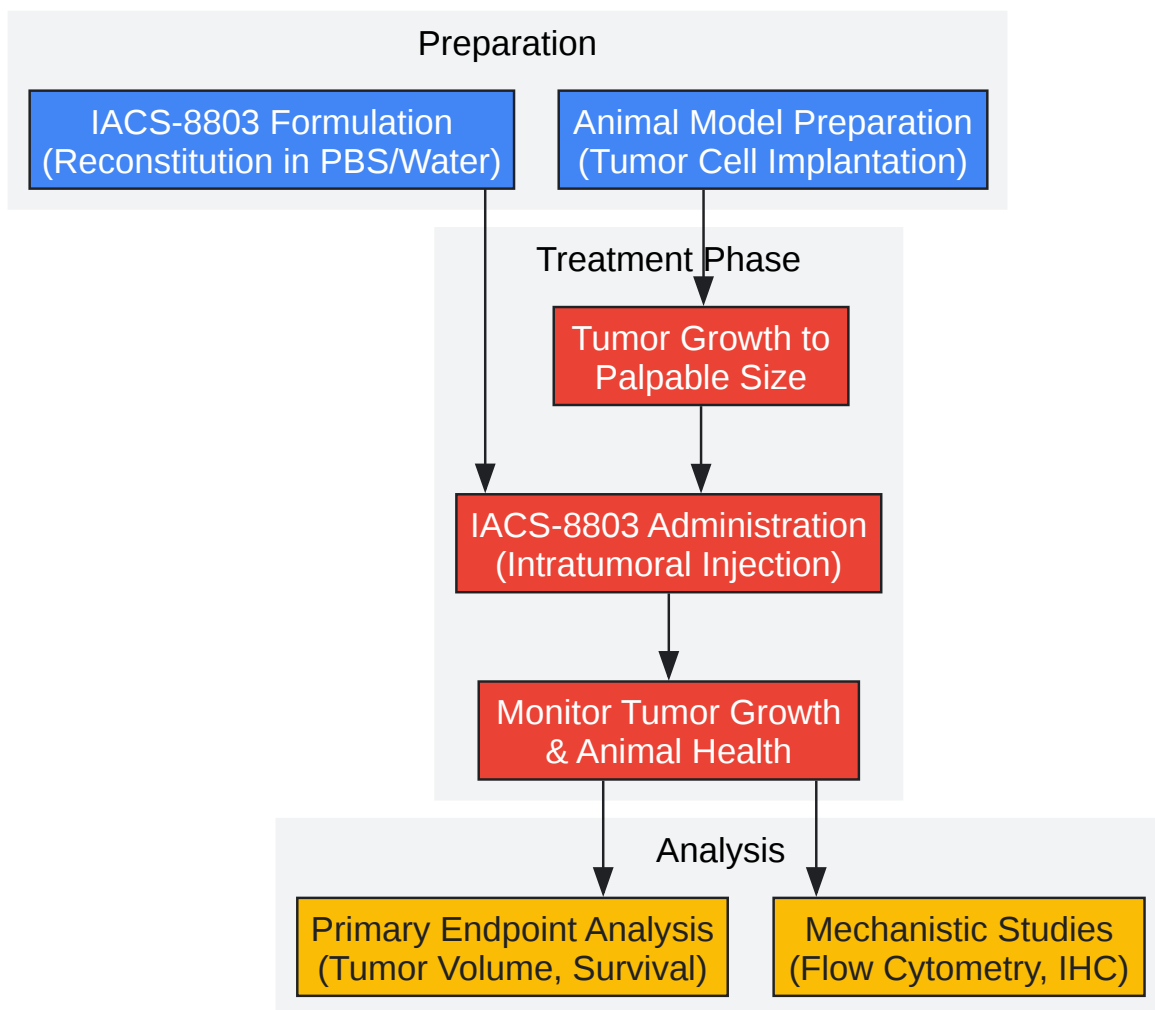 Preparation
IACS-8803 Formulation
(Reconstitution in PBS/Water)
Animal Model Preparation
(Tumor Cell Implantation)
Treatment Phase
Tumor Growth to
Palpable Size
IACS-8803 Administration
(Intratumoral Injection)
Monitor Tumor Growth
& Animal Health
Analysis
Primary Endpoint Analysis
(Tumor Volume, Survival)
Mechanistic Studies
(Flow Cytometry, IHC)